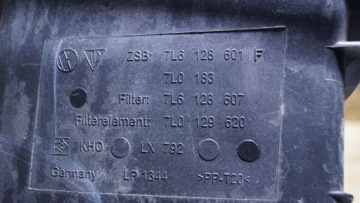 ZSB: 7L6 128 601 F
7L0 183
Filter: 7L6 128 607
Filterelement: 7L0 129 620
KHO LX 792
Germany LP 1344 >PP-T20<